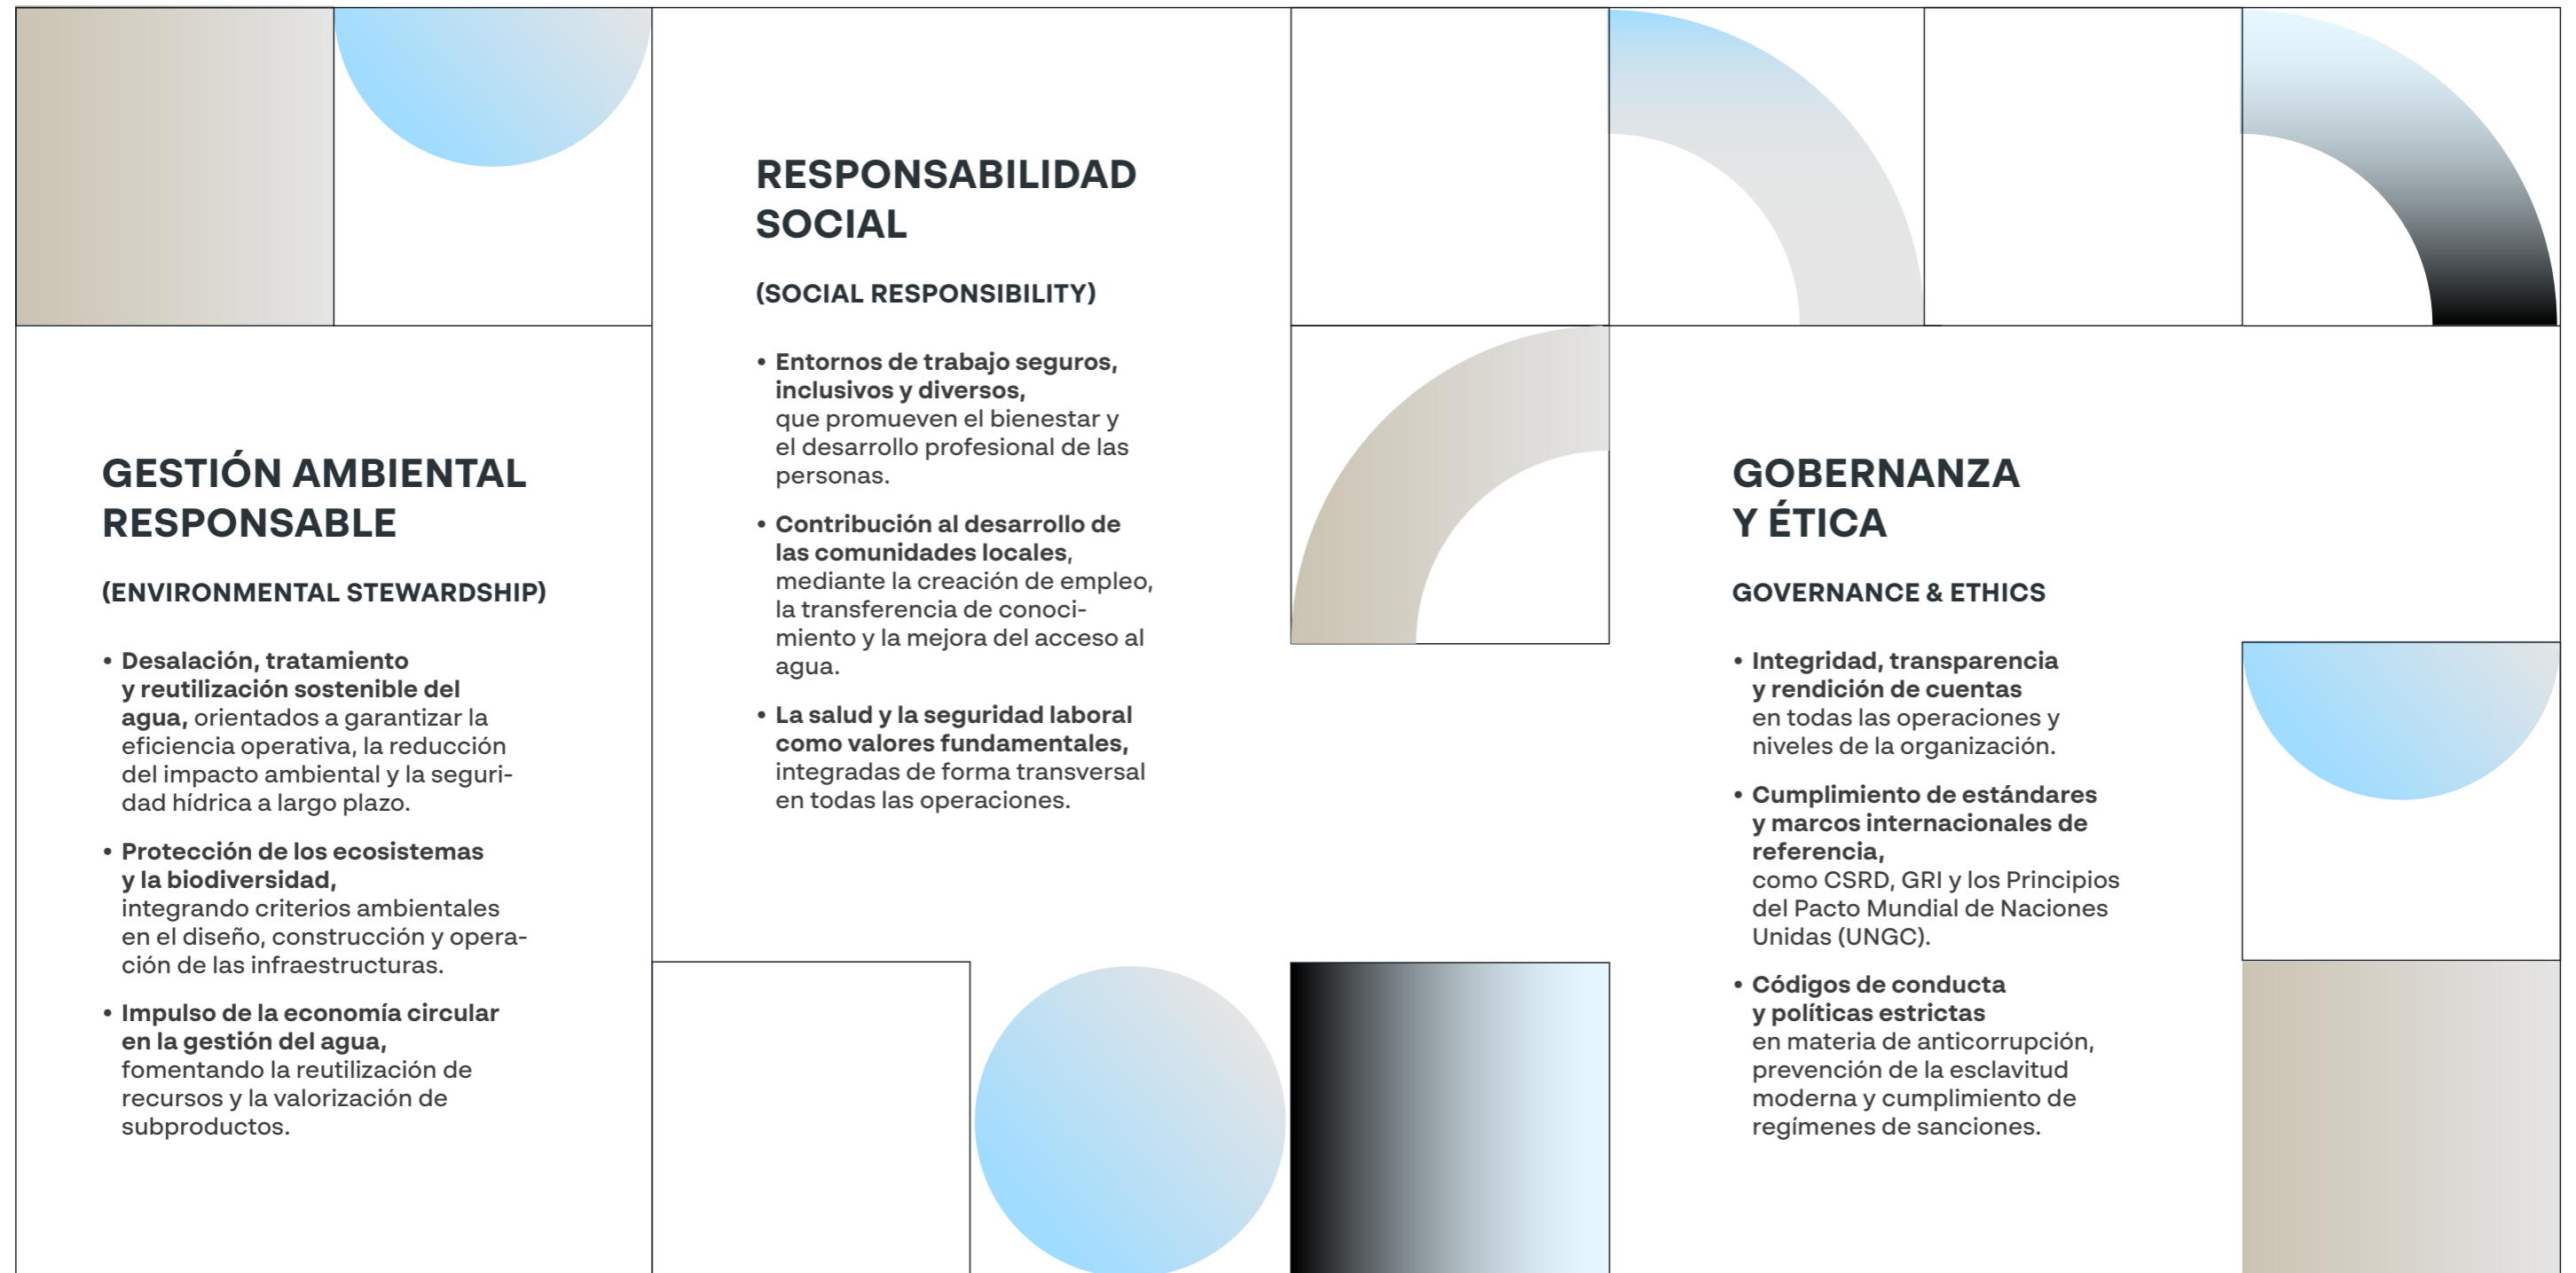 GESTIÓN AMBIENTAL
RESPONSABLE
(ENVIRONMENTAL STEWARDSHIP)
• Desalación, tratamiento
y reutilización sostenible del
agua, orientados a garantizar la
eficiencia operativa, la reducción
del impacto ambiental y la seguri-
dad hídrica a largo plazo.
• Protección de los ecosistemas
y la biodiversidad,
integrando criterios ambientales
en el diseño, construcción y opera-
ción de las infraestructuras.
• Impulso de la economía circular
en la gestión del agua,
fomentando la reutilización de
recursos y la valorización de
subproductos.
RESPONSABILIDAD
SOCIAL
(SOCIAL RESPONSIBILITY)
• Entornos de trabajo seguros,
inclusivos y diversos,
que promueven el bienestar y
el desarrollo profesional de las
personas.
• Contribución al desarrollo de
las comunidades locales,
mediante la creación de empleo,
la transferencia de conoci-
miento y la mejora del acceso al
agua.
• La salud y la seguridad laboral
como valores fundamentales,
integradas de forma transversal
en todas las operaciones.
GOBERNANZA
Y ÉTICA
GOVERNANCE & ETHICS
• Integridad, transparencia
y rendición de cuentas
en todas las operaciones y
niveles de la organización.
• Cumplimiento de estándares
y marcos internacionales de
referencia,
como CSRD, GRI y los Principios
del Pacto Mundial de Naciones
Unidas (UNGC).
• Códigos de conducta
y políticas estrictas
en materia de anticorrupción,
prevención de la esclavitud
moderna y cumplimiento de
regímenes de sanciones.